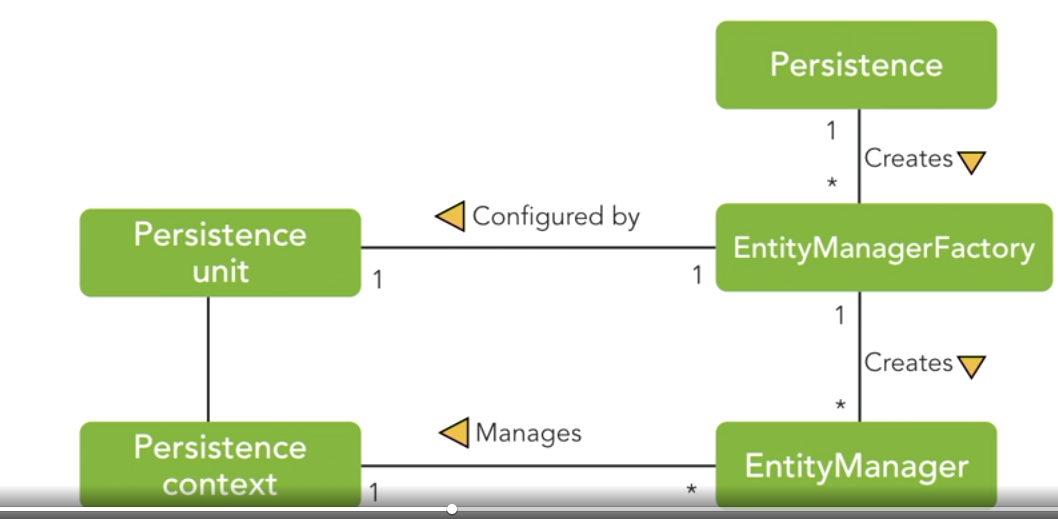 Persistence
1
Creates
*
Persistence
unit
Configured by
EntityManagerFactory
1
1
1
Creates
*
Persistence
context
Manages
EntityManager
1
*